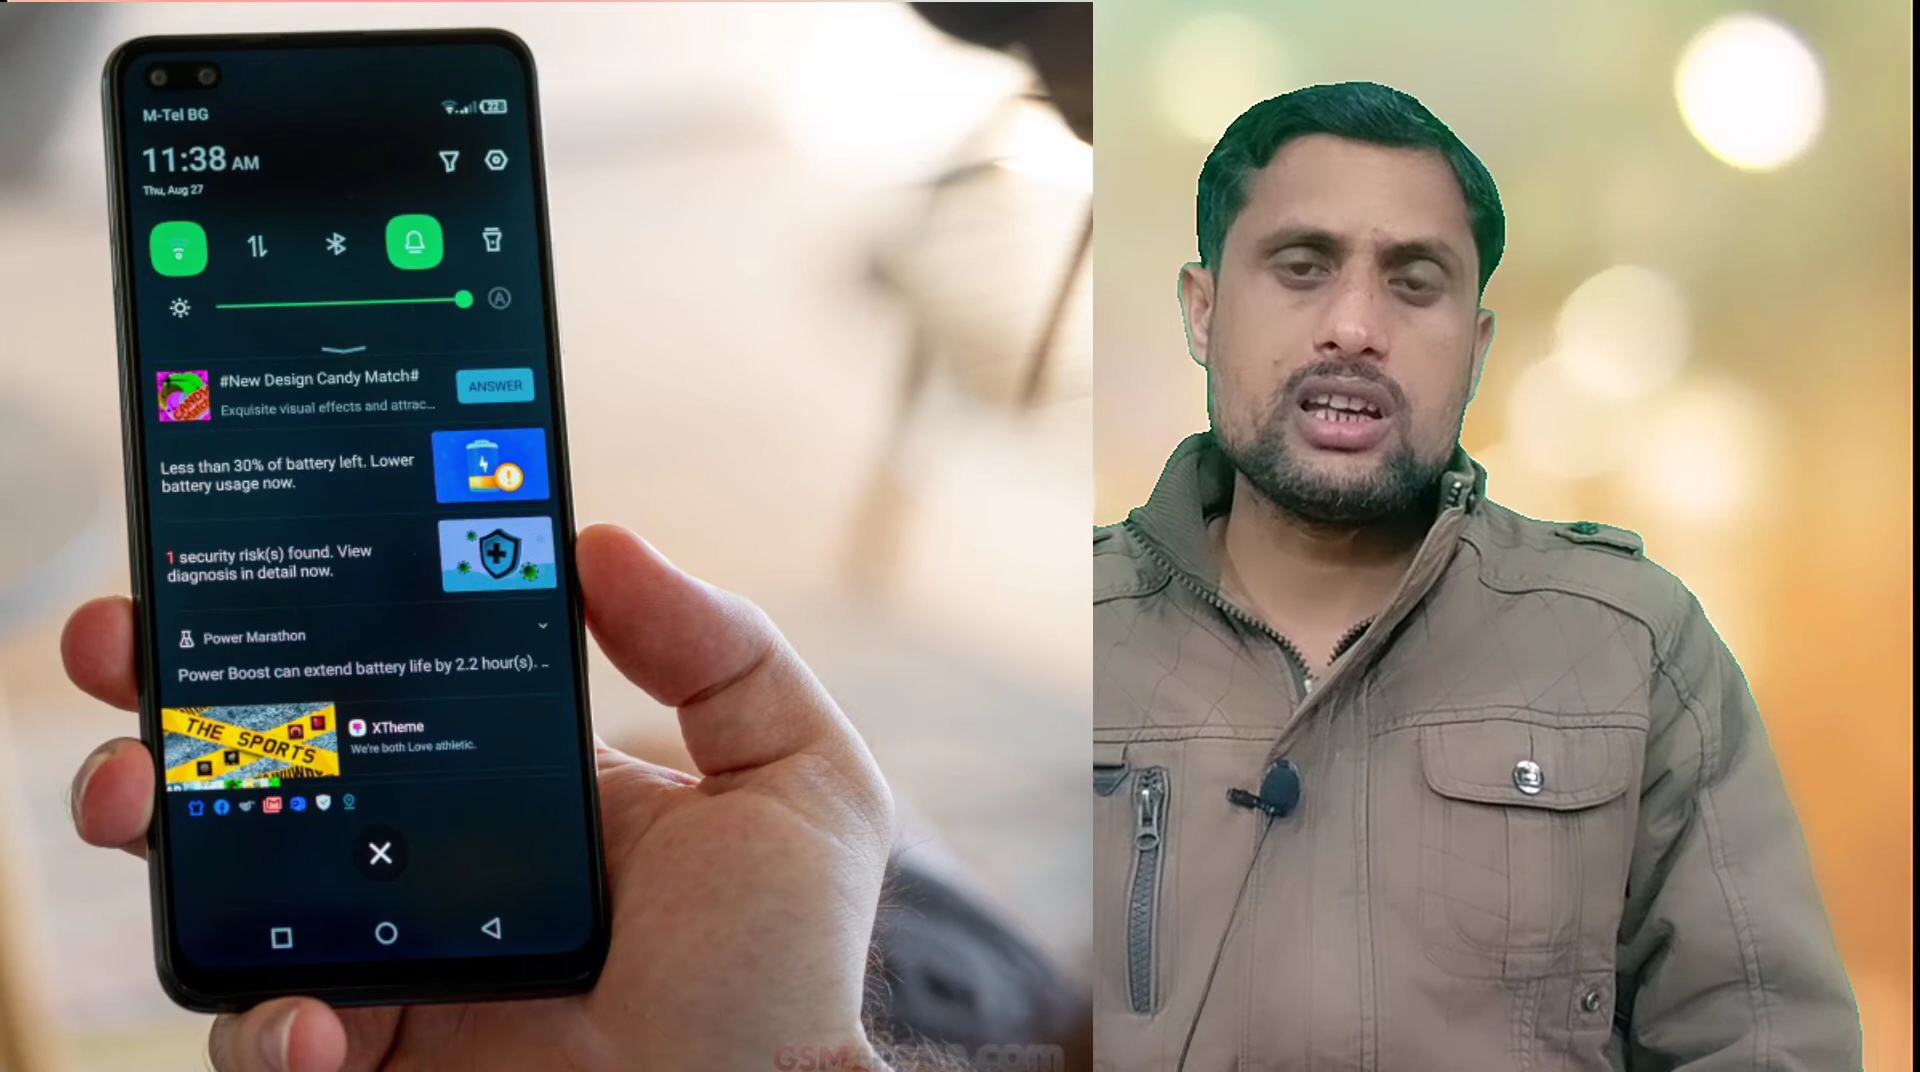 M-Tel BG
22
11:38 AM
Thu, Aug 27
A
#New Design Candy Match#
Exquisite visual effects and attrac...
ANSWER
CANDY
Less than 30% of battery left. Lower
battery usage now.
1 security risk(s) found. View
diagnosis in detail now.
Power Marathon
Power Boost can extend battery life by 2.2 hour(s). ..
THE SPORTS
XTheme
We're both Love athletic.